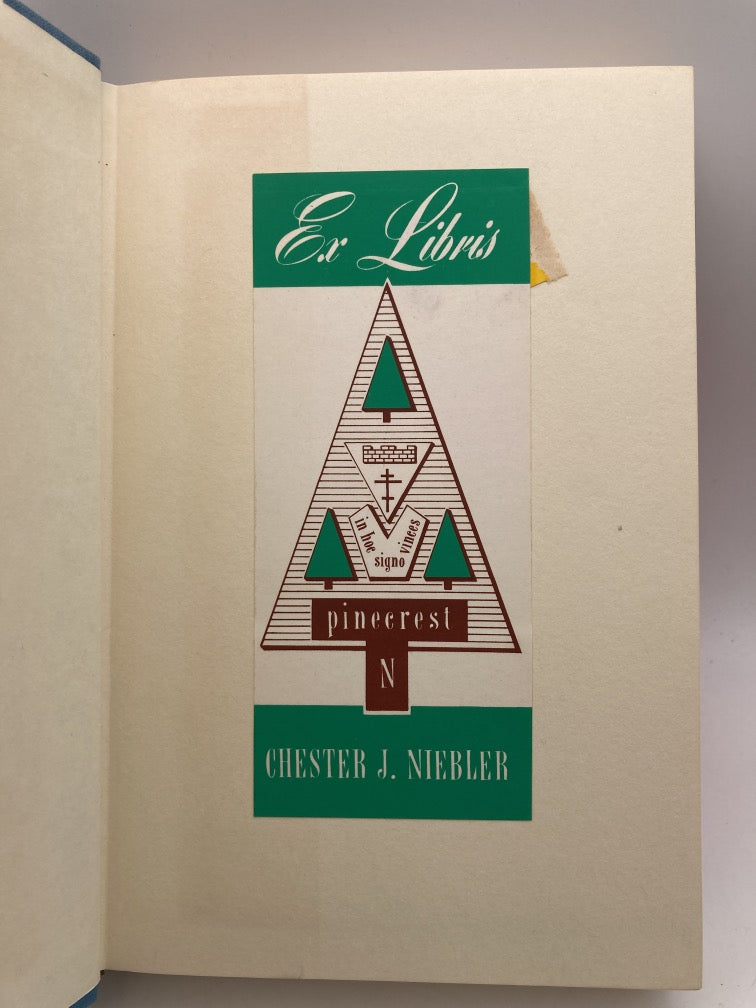 Ex Libris
in hoc
signo
vinces
pinecrest
N
CHESTER J. NIEBLER